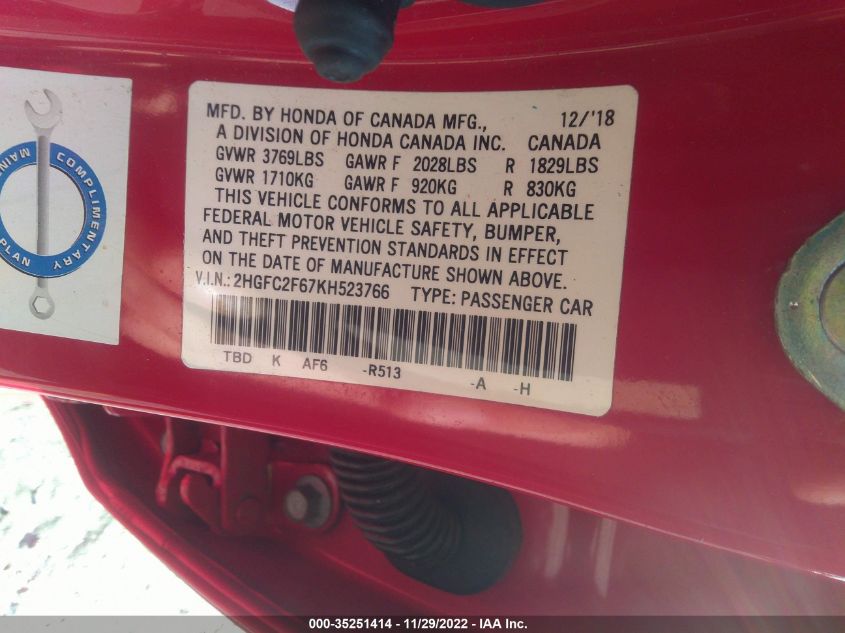 MAIN
COMPLIMENTARY
PLAN
MFD. BY HONDA OF CANADA MFG., 12/'18
A DIVISION OF HONDA CANADA INC. CANADA
GVWR 3769LBS GAWR F 2028LBS R 1829LBS
GVWR 1710KG GAWR F 920KG R 830KG
THIS VEHICLE CONFORMS TO ALL APPLICABLE
FEDERAL MOTOR VEHICLE SAFETY, BUMPER,
AND THEFT PREVENTION STANDARDS IN EFFECT
ON THE DATE OF MANUFACTURE SHOWN ABOVE.
V.I.N.: 2HGFC2F67KH523766 TYPE: PASSENGER CAR
TBD K AF6 -R513 -A -H
000-35251414 - 11/29/2022 - IAA Inc.